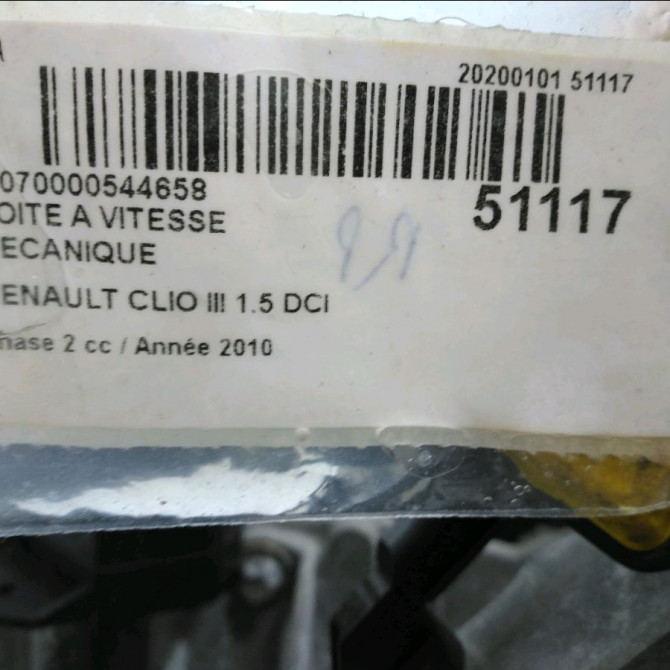 20200101 51117
070000544658
51117
OITE A VITESSE
ECANIQUE
ENAULT CLIO III 1.5 DCI
hase 2 cc / Année 2010